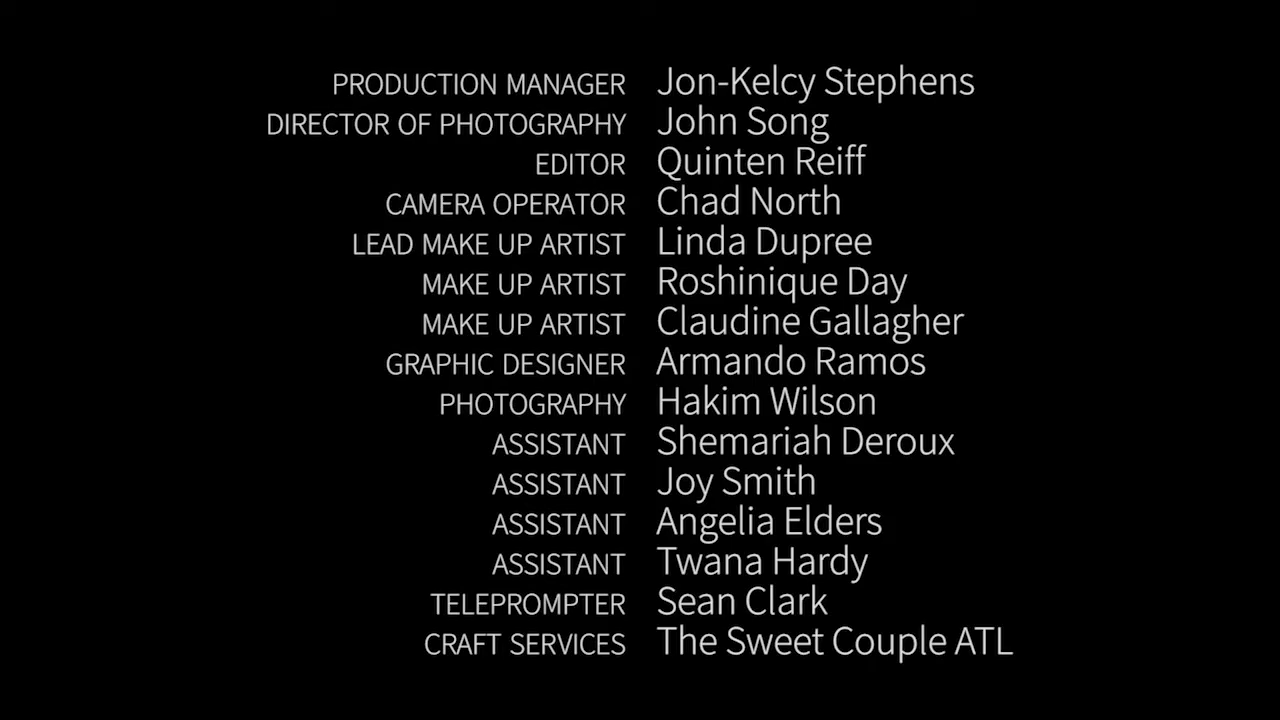 PRODUCTION MANAGER Jon-Kelcy Stephens
DIRECTOR OF PHOTOGRAPHY John Song
EDITOR Quinten Reiff
CAMERA OPERATOR Chad North
LEAD MAKE UP ARTIST Linda Dupree
MAKE UP ARTIST Roshinique Day
MAKE UP ARTIST Claudine Gallagher
GRAPHIC DESIGNER Armando Ramos
PHOTOGRAPHY Hakim Wilson
ASSISTANT Shemariah Deroux
ASSISTANT Joy Smith
ASSISTANT Angelia Elders
ASSISTANT Twana Hardy
TELEPROMPTER Sean Clark
CRAFT SERVICES The Sweet Couple ATL